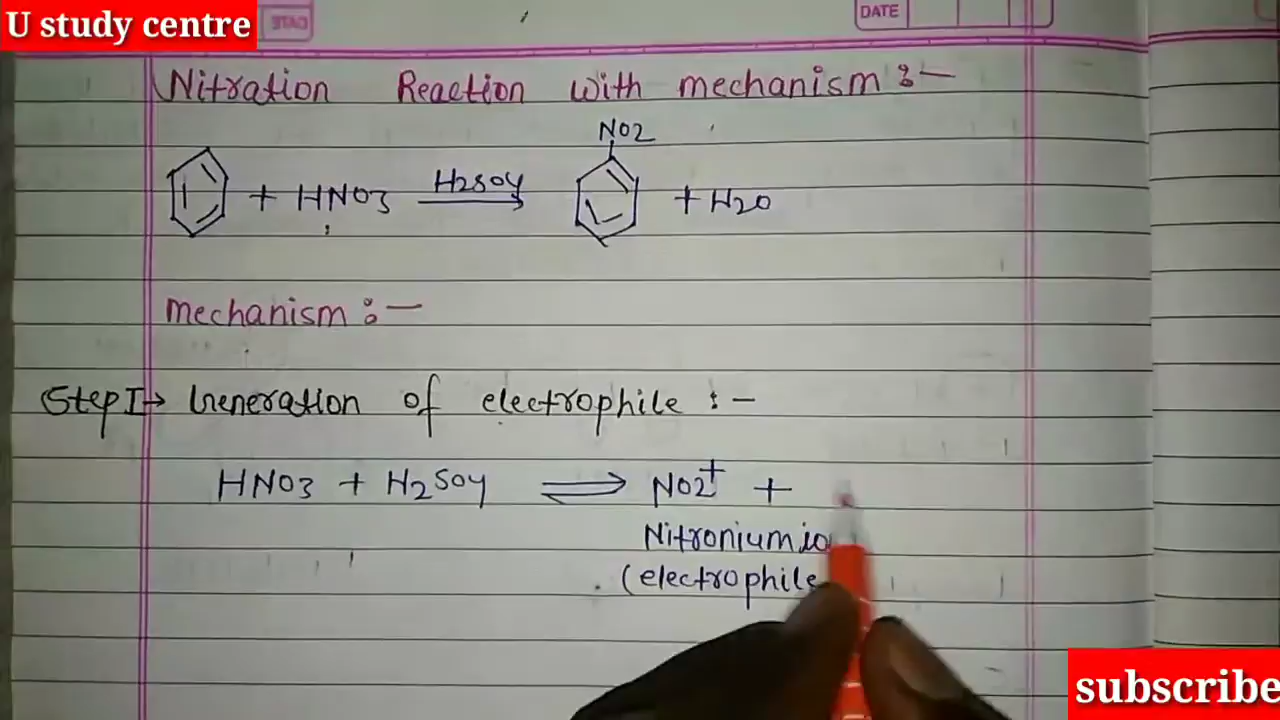 U study centre
DATE
Nitration Reaction with mechanism :-
NO2
+ HNO3 H2SO4 + H2O
mechanism :-
Step I → Generation of electrophile :-
HNO3 + H2SO4 ⇌ NO2+ +
Nitronium io
(electrophile
subscribe